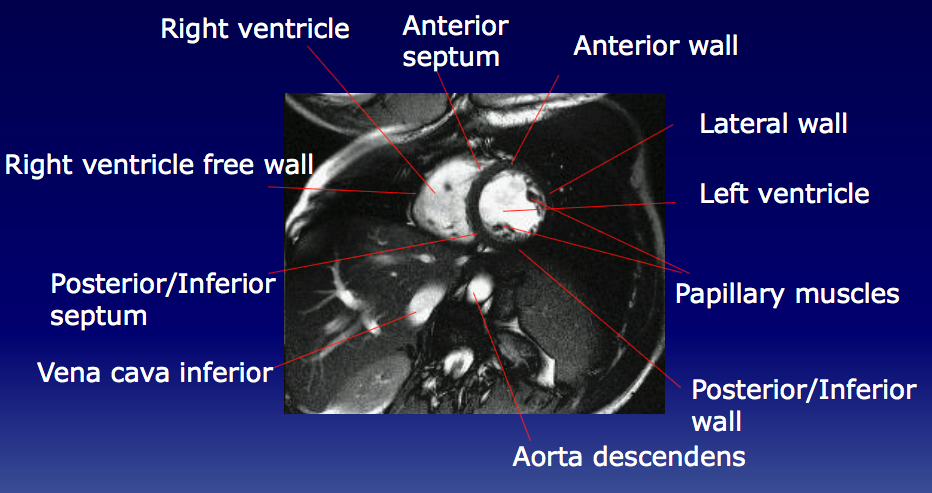 Right ventricle
Anterior
septum
Anterior wall
Lateral wall
Right ventricle free wall
Left ventricle
Posterior/Inferior
septum
Papillary muscles
Vena cava inferior
Posterior/Inferior
wall
Aorta descendens